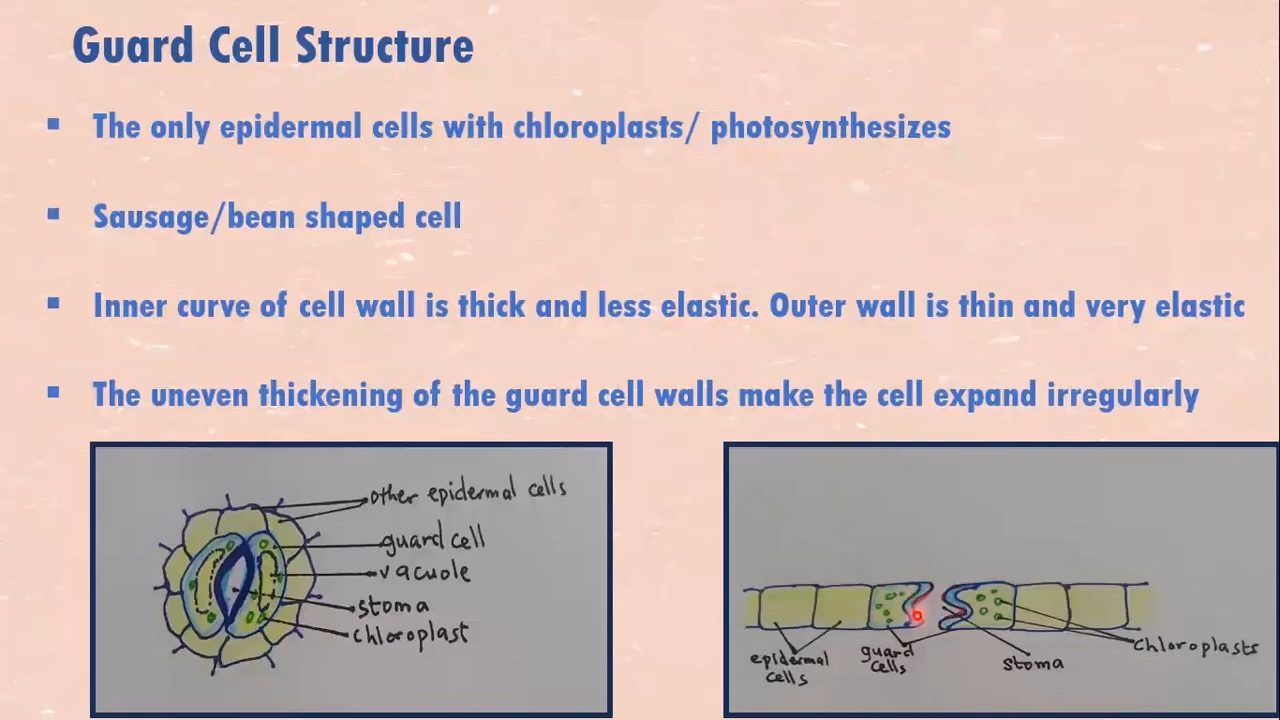 Guard Cell Structure
▪ The only epidermal cells with chloroplasts/ photosynthesizes
▪ Sausage/bean shaped cell
▪ Inner curve of cell wall is thick and less elastic. Outer wall is thin and very elastic
▪ The uneven thickening of the guard cell walls make the cell expand irregularly
other epidermal cells
guard cell
vacuole
stoma
chloroplast
epidermal
cells
guard
cells
stoma
chloroplasts